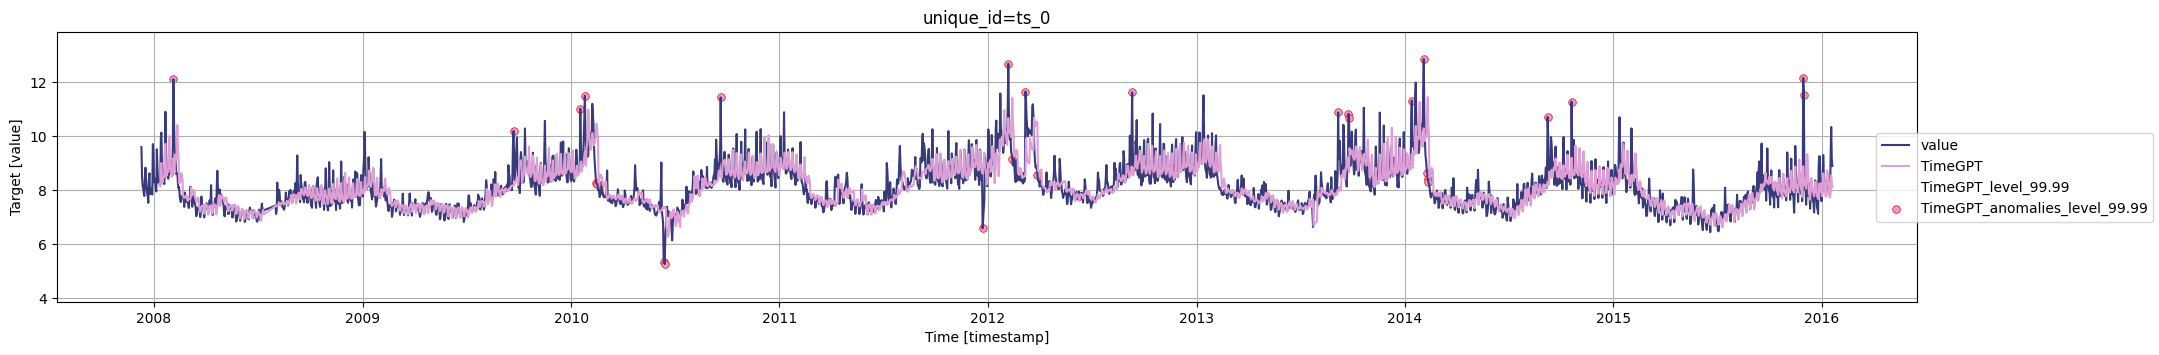 unique_id=ts_0
Target [value]
12
10
8
6
4
2008 2009 2010 2011 2012 2013 2014 2015 2016
Time [timestamp]
value
TimeGPT
TimeGPT_level_99.99
TimeGPT_anomalies_level_99.99